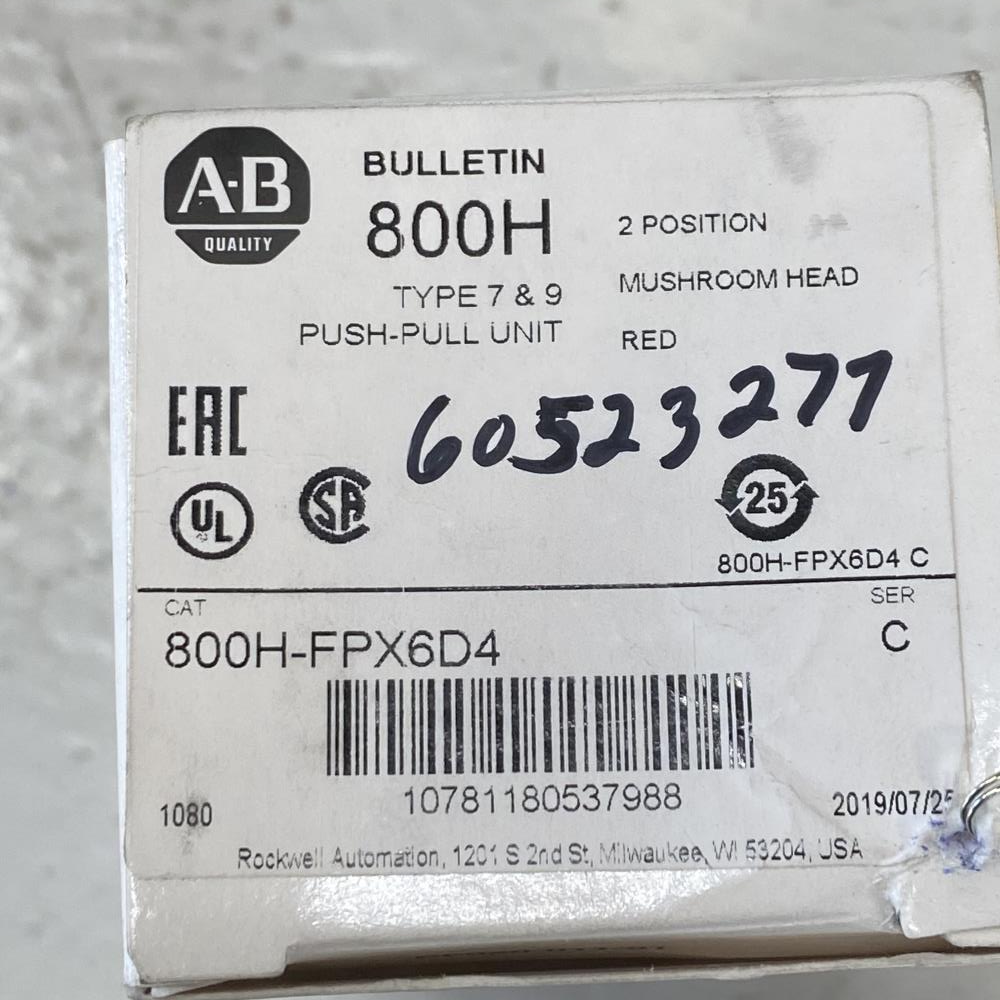 A-B
QUALITY
BULLETIN
800H
TYPE 7 & 9
PUSH-PULL UNIT
2 POSITION
MUSHROOM HEAD
RED
60523277
EAC
UL
SA
25
800H-FPX6D4 C
CAT
800H-FPX6D4
SER
C
10781180537988
1080
2019/07/25
Rockwell Automation, 1201 S 2nd St, Milwaukee, WI 53204, USA